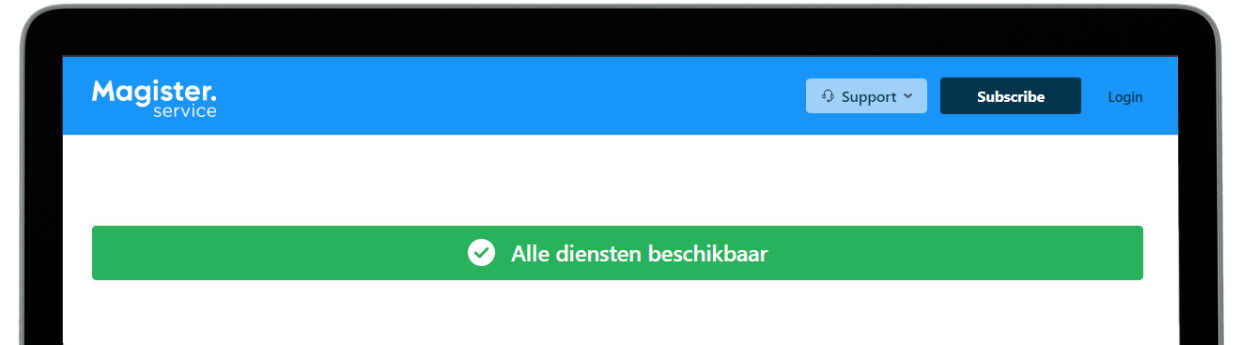 Magister.
service
Support
Subscribe
Login
Alle diensten beschikbaar